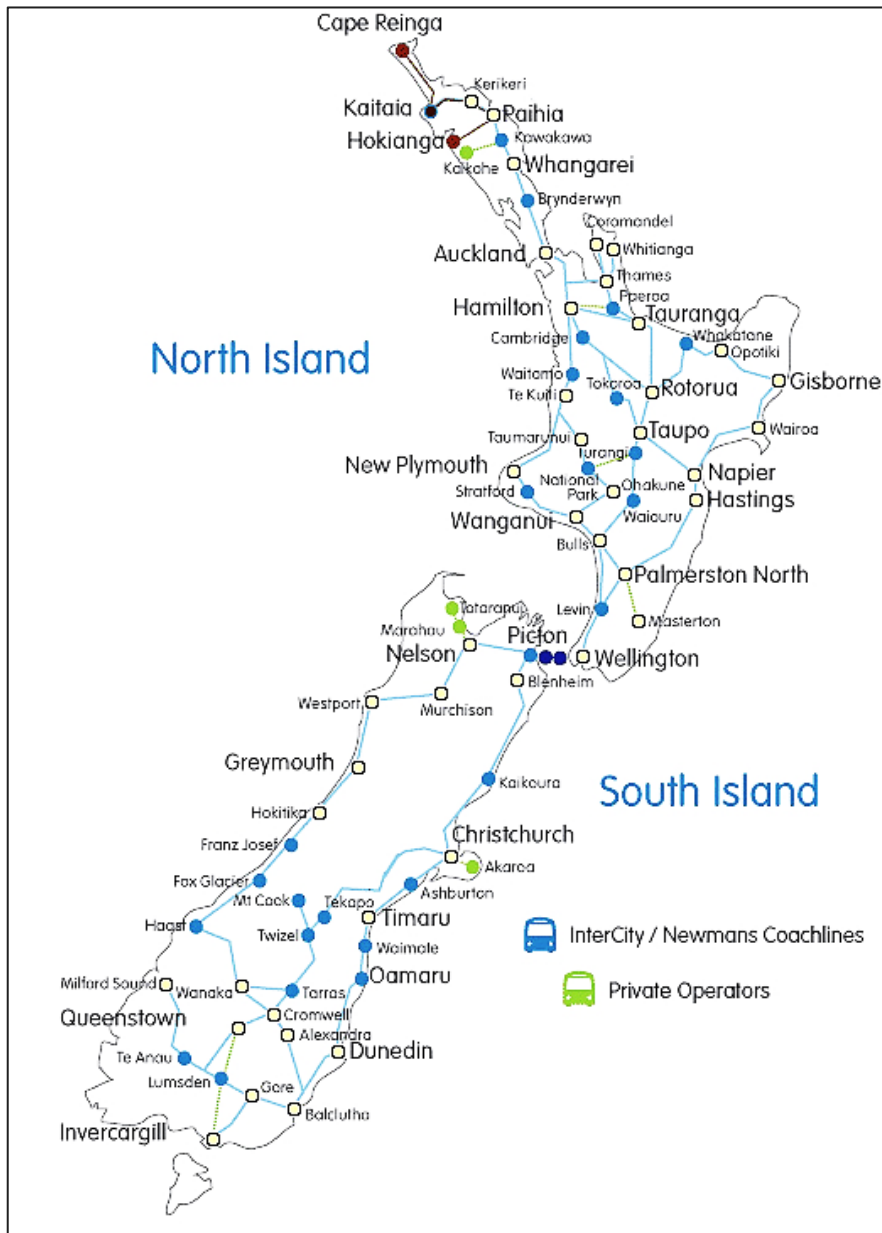 Cape Reinga
Kerikeri
Kaitaia
Paihia
Hokianga
Kawakawa
Kaikohe
Whangarei
Brynderwyn
Coromandel
Auckland
Whitianga
Thames
Hamilton
Paeroa
Tauranga
Cambridge
Whakatane
North Island
Opotiki
Waitomo
Tokoroa
Rotorua
Gisborne
Te Kuiti
Taumarunui
Taupo
Wairoa
Turangi
New Plymouth
National
Park
Ohakune
Napier
Stratford
Hastings
Wanganui
Waiouru
Bulls
Palmerston North
Levin
Totaranui
Masterton
Marahau
Picton
Nelson
Wellington
Blenheim
Westport
Murchison
Greymouth
Kaikoura
South Island
Hokitika
Christchurch
Franz Josef
Akaroa
Fox Glacier
Ashburton
Mt Cook
Tekapo
Timaru
Haast
Twizel
Waimate
InterCity / Newmans Coachlines
Milford Sound
Wanaka
Tarras
Oamaru
Private Operators
Queenstown
Cromwell
Alexandra
Te Anau
Dunedin
Lumsden
Gore
Balclutha
Invercargill